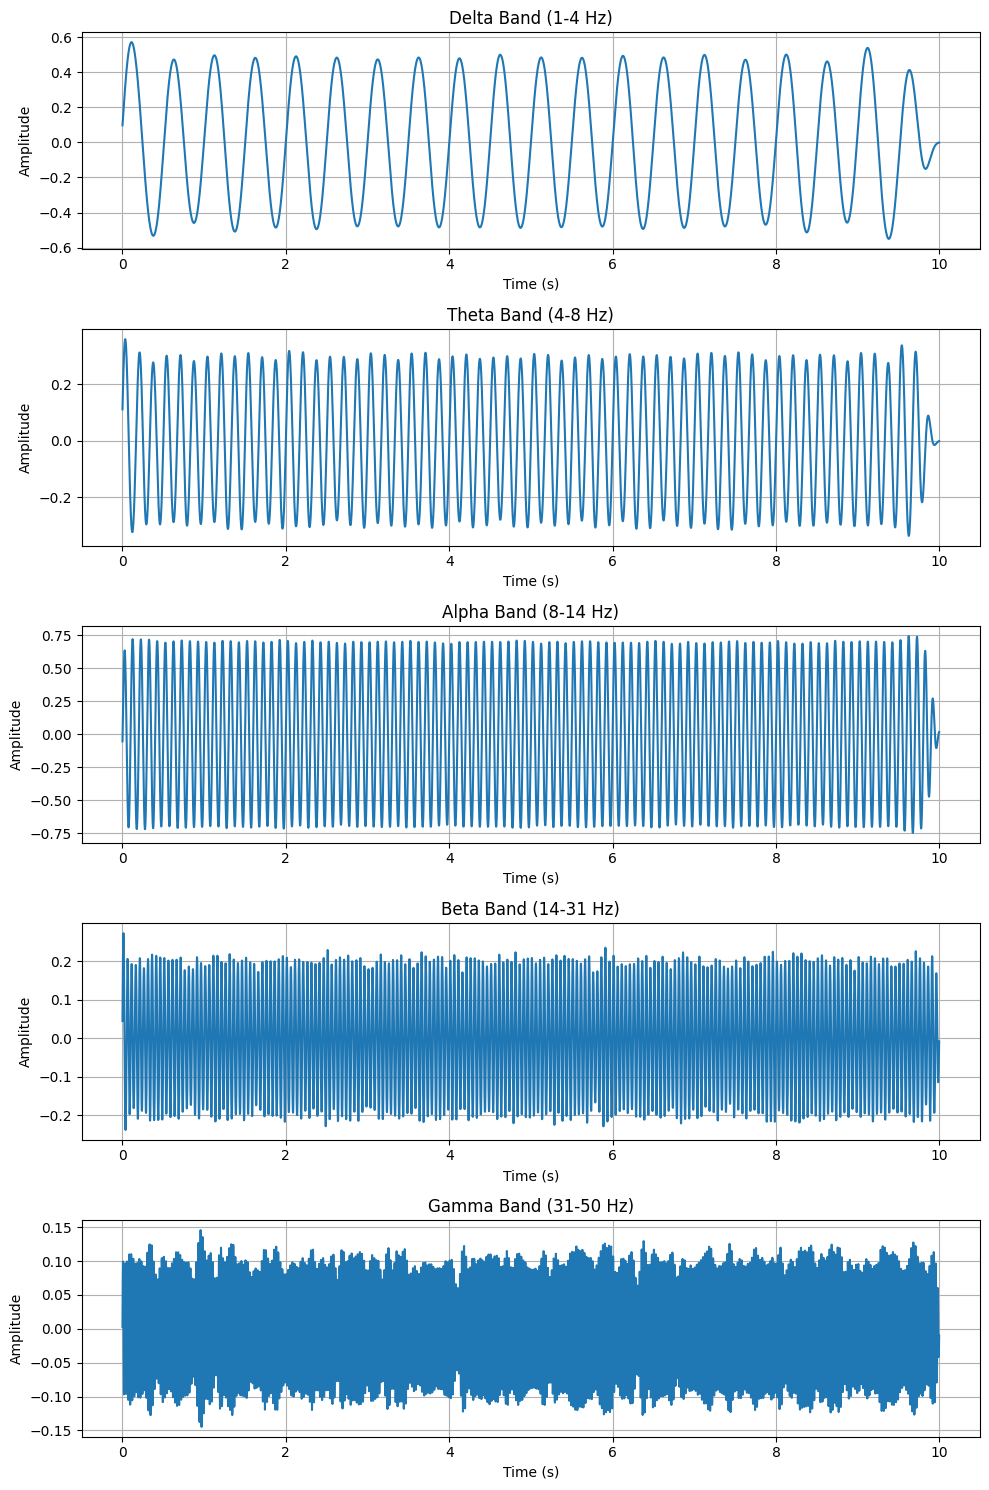 Delta Band (1-4 Hz)
0.6
0.4
0.2
0.0
−0.2
−0.4
−0.6
Amplitude
0 2 4 6 8 10
Time (s)
Theta Band (4-8 Hz)
0.2
0.0
−0.2
Amplitude
0 2 4 6 8 10
Time (s)
Alpha Band (8-14 Hz)
0.75
0.50
0.25
0.00
−0.25
−0.50
−0.75
Amplitude
0 2 4 6 8 10
Time (s)
Beta Band (14-31 Hz)
0.2
0.1
0.0
−0.1
−0.2
Amplitude
0 2 4 6 8 10
Time (s)
Gamma Band (31-50 Hz)
0.15
0.10
0.05
0.00
−0.05
−0.10
−0.15
Amplitude
0 2 4 6 8 10
Time (s)